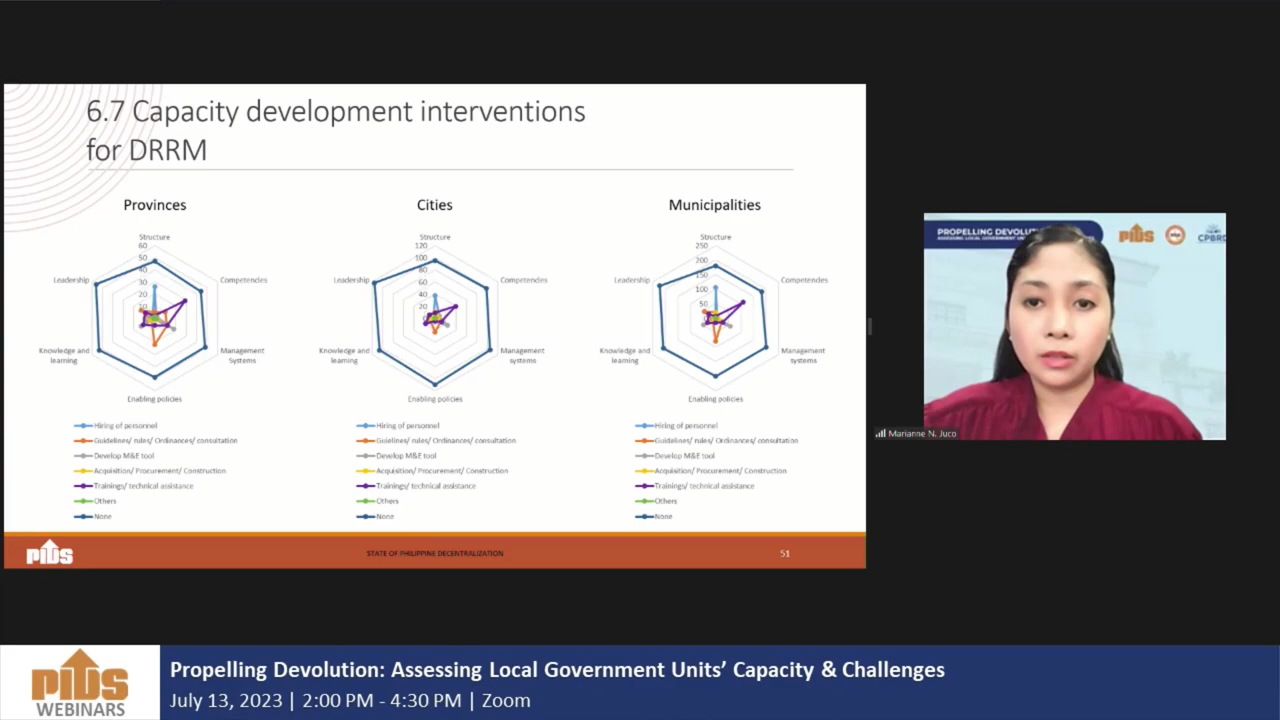 6.7 Capacity development interventions
for DRRM
Provinces
Structure
60
50
40
30
20
10
Leadership
Competencies
Knowledge and
learning
Management
Systems
Enabling policies
Hiring of personnel
Guidelines/ rules/ Ordinances/ consultation
Develop M&E tool
Acquisition/ Procurement/ Construction
Trainings/ technical assistance
Others
None
Cities
Structure
120
100
80
60
40
20
Leadership
Competencies
Knowledge and
learning
Management
systems
Enabling policies
Hiring of personnel
Guielines/ rules/ Ordinances/ consultation
Develop M&E tool
Acquisition/ Procurement/ Construction
Trainings/ technical assistance
Others
None
Municipalities
Structure
250
200
150
100
50
Leadership
Competencies
Knowledge and
learning
Management
systems
Enabling policies
Hiring of personnel
Guidelines/ rules/ Ordinances/ consultation
Develop M&E tool
Acquisition/ Procurement/ Construction
Trainings/ technical assistance
Others
None
PIDS
STATE OF PHILIPPINE DECENTRALIZATION
51
PROPELLING
PIDS
CPBRD
Marianne N. Juco
PIDS
WEBINARS
Propelling Devolution: Assessing Local Government Units' Capacity & Challenges
July 13, 2023 | 2:00 PM - 4:30 PM | Zoom